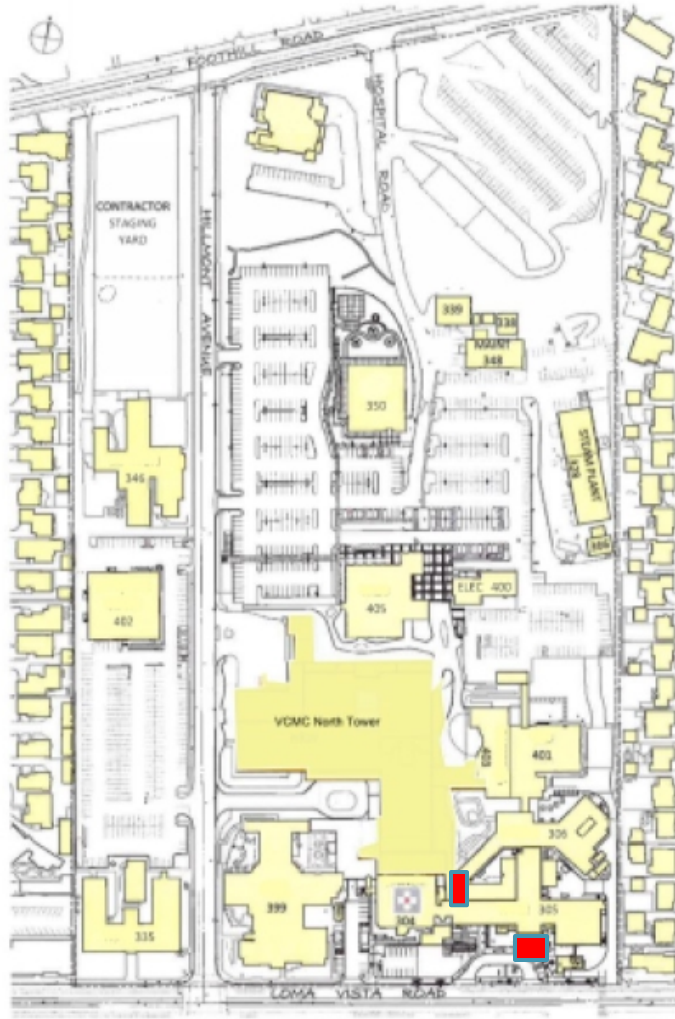 FOOTHILL ROAD
HOSPITAL ROAD
CONTRACTOR
STAGING
YARD
HILLMONT AVENUE
339
338
MAINT
348
350
STEAM PLANT
346
ELEC 400
405
402
VCMC North Tower
403
401
306
399
304
305
335
LOMA VISTA ROAD